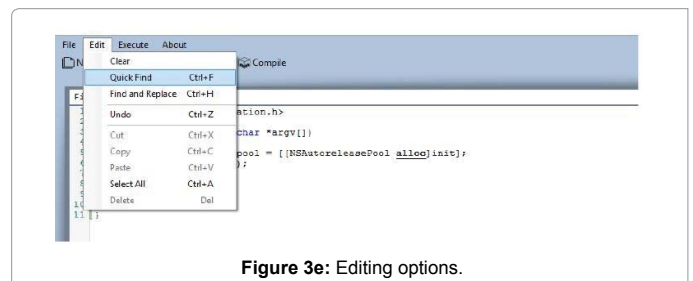 File Edit Execute About
N Compile
Clear
Quick Find Ctrl+F
Find and Replace Ctrl+H
Undo Ctrl+Z
Cut Ctrl+X
Copy Ctrl+C
Paste Ctrl+V
Select All Ctrl+A
Delete Del
ation.h>
char *argv[])
pool = [[NSAutoreleasePool alloc]init];
);
11 }
Figure 3e: Editing options.